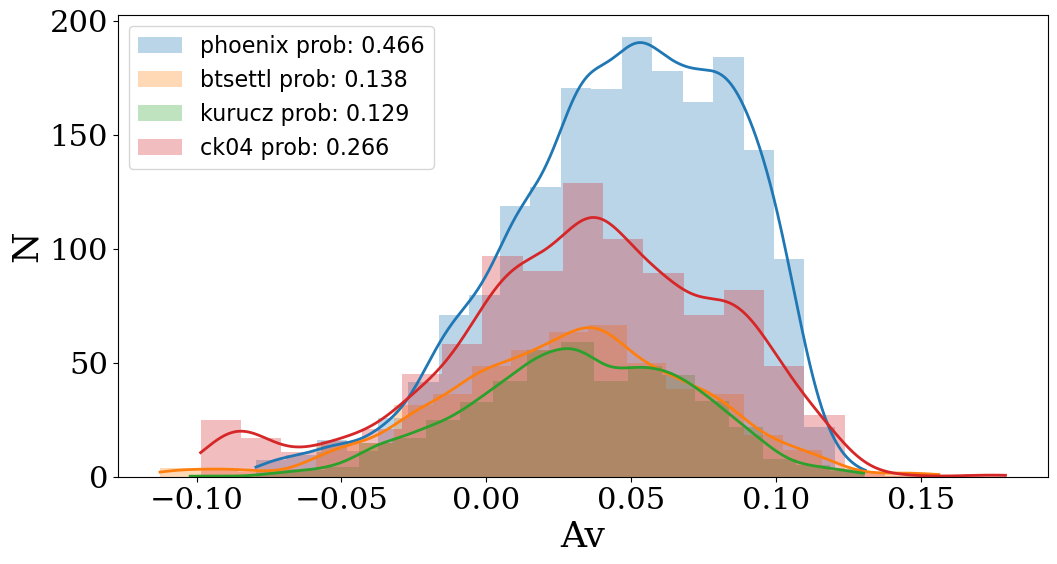 200
150
100
50
0
N
phoenix prob: 0.466
btsettl prob: 0.138
kurucz prob: 0.129
ck04 prob: 0.266
−0.10 −0.05 0.00 0.05 0.10 0.15
Av